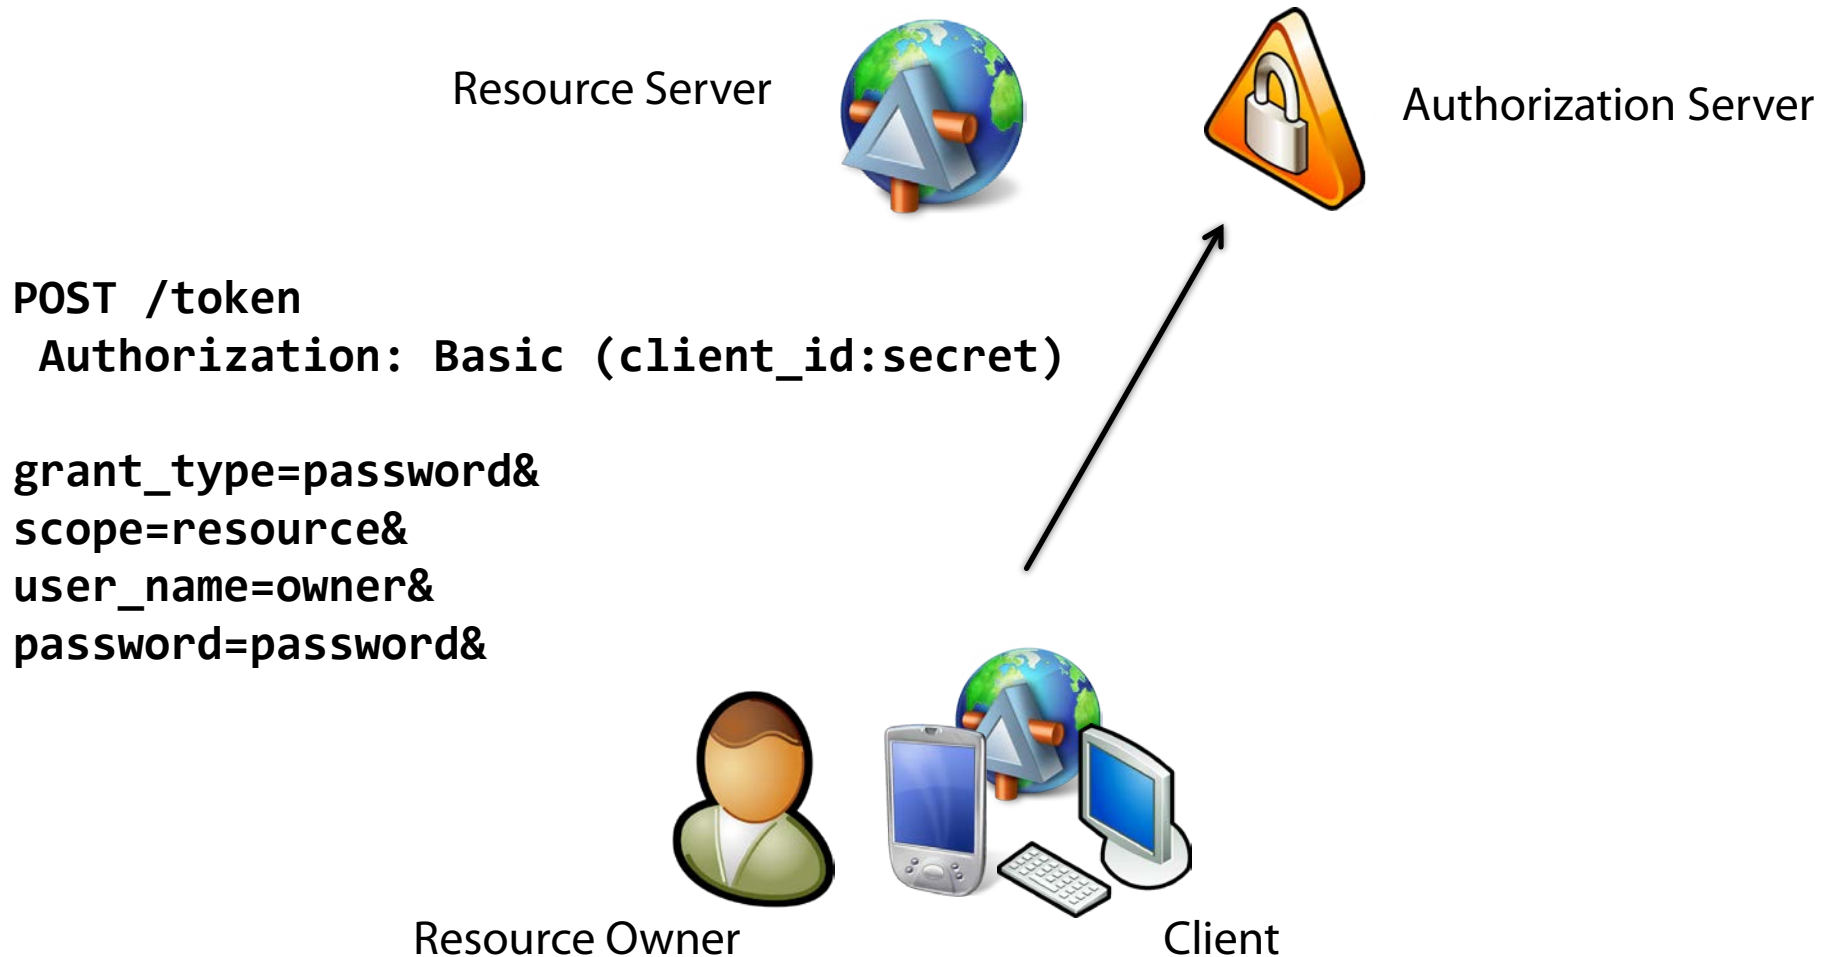 Resource Server
Authorization Server
POST /token
Authorization: Basic (client_id:secret)
grant_type=password&
scope=resource&
user_name=owner&
password=password&
Resource Owner
Client